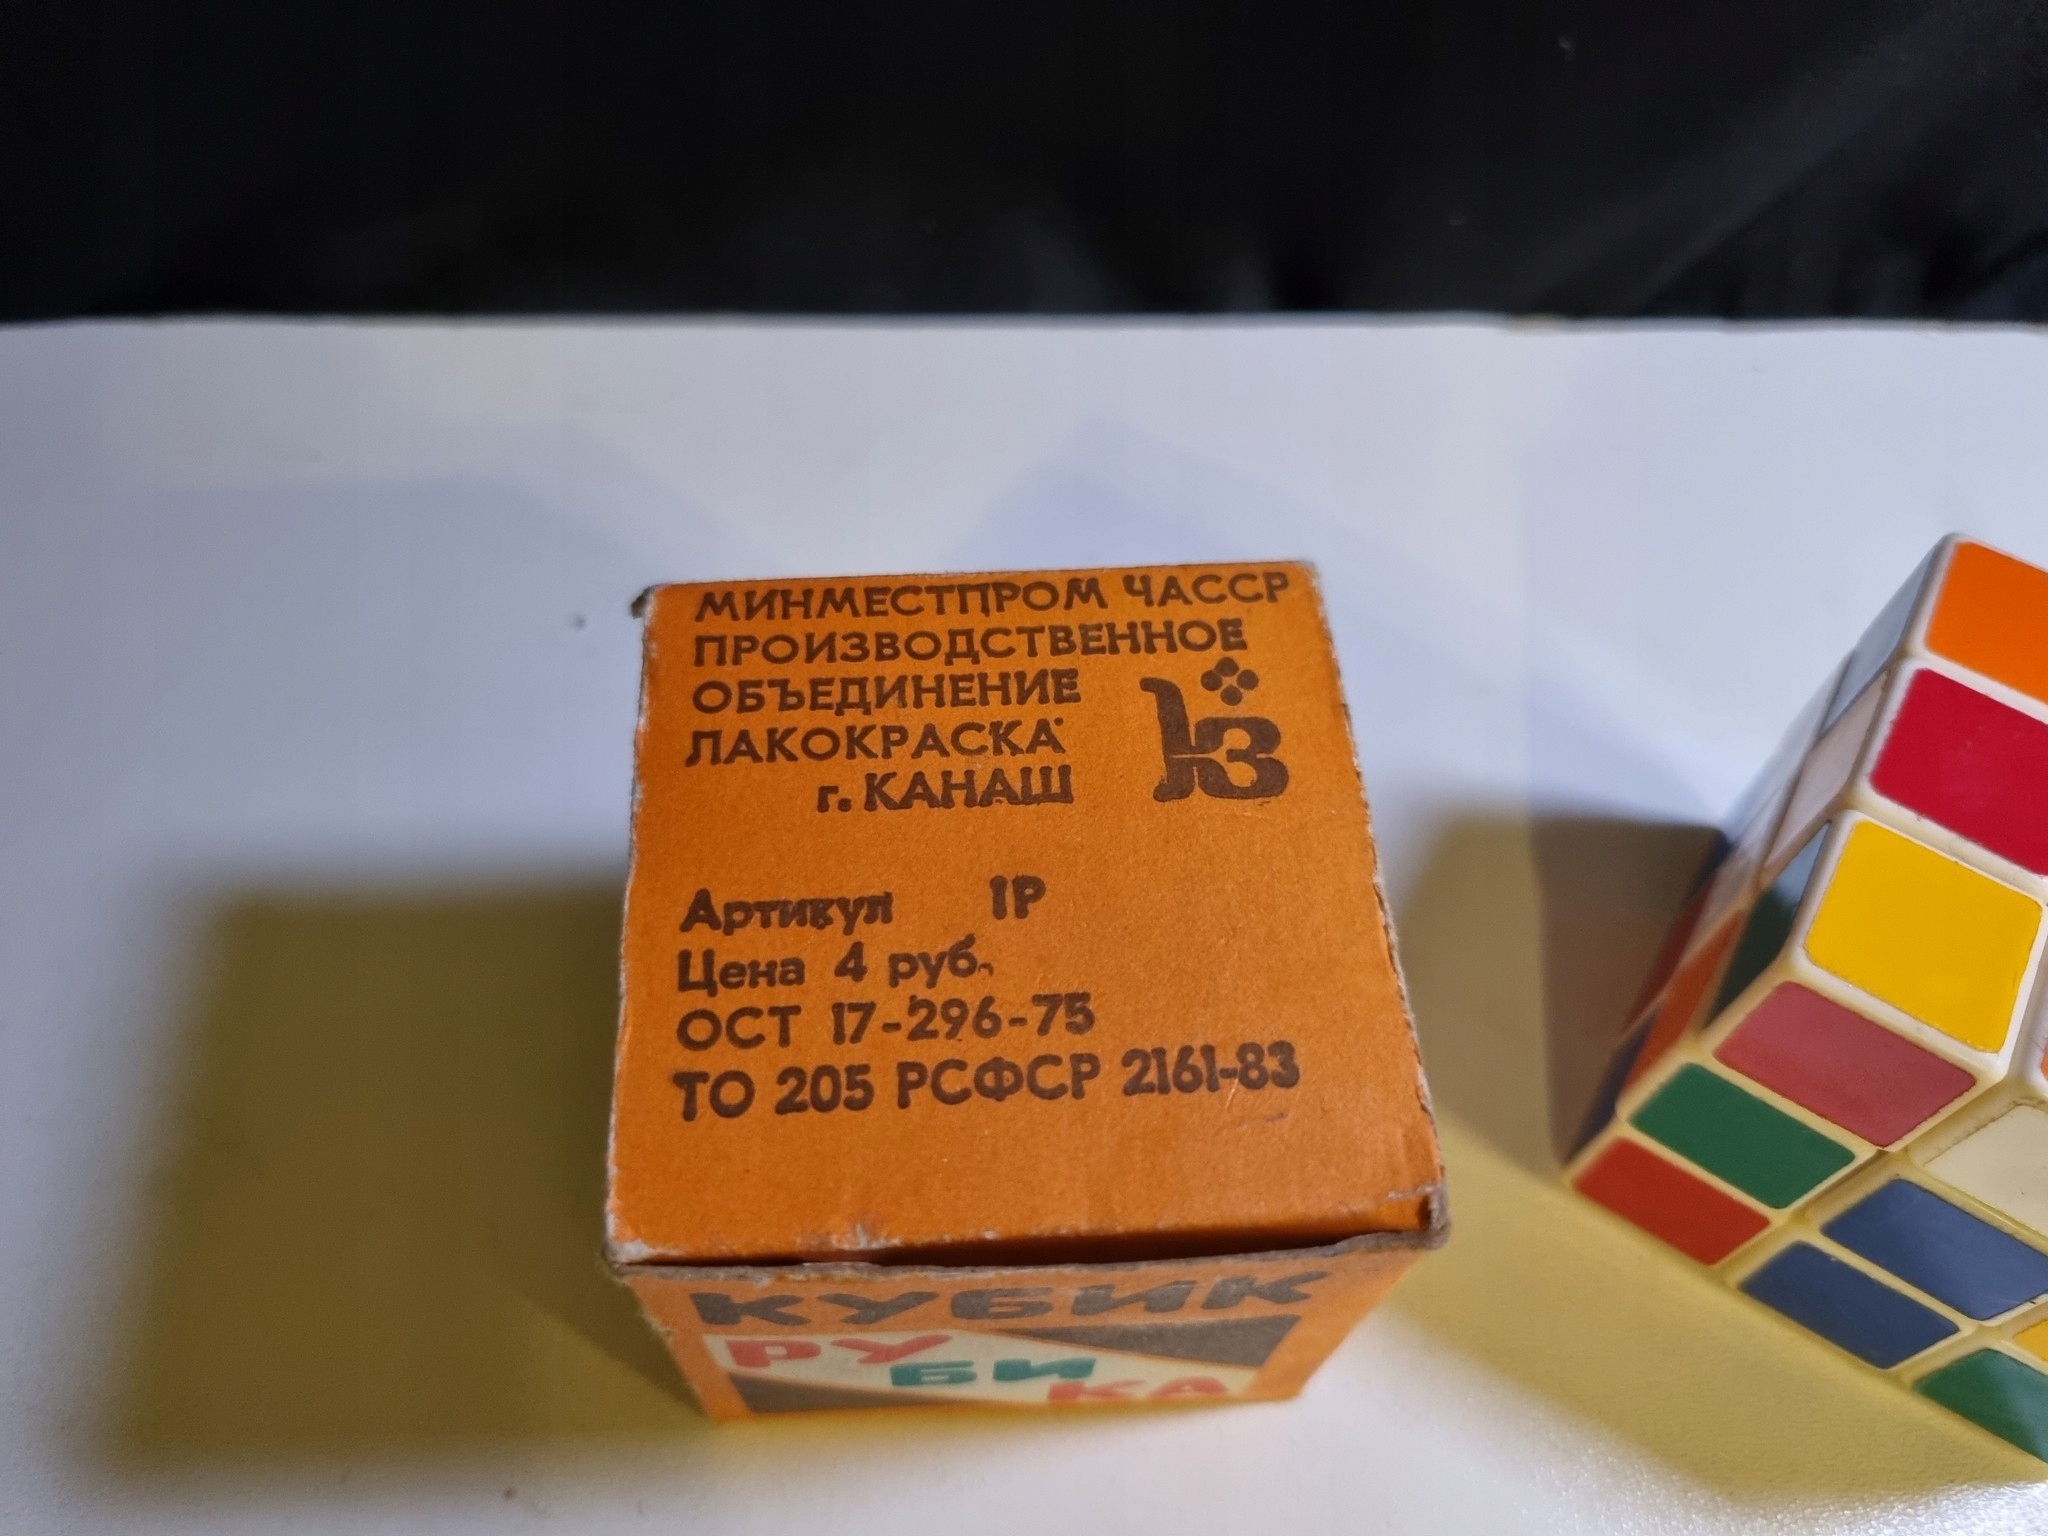 МИНМЕСТПРОМ ЧАССР
ПРОИЗВОДСТВЕННОЕ
ОБЪЕДИНЕНИЕ
ЛАКОКРАСКА
г. КАНАШ
КЗ
Артикул 1Р
Цена 4 руб.
ОСТ 17-296-75
ТО 205 РСФСР 2161-83
КУБИК
РУ
БИ
КА